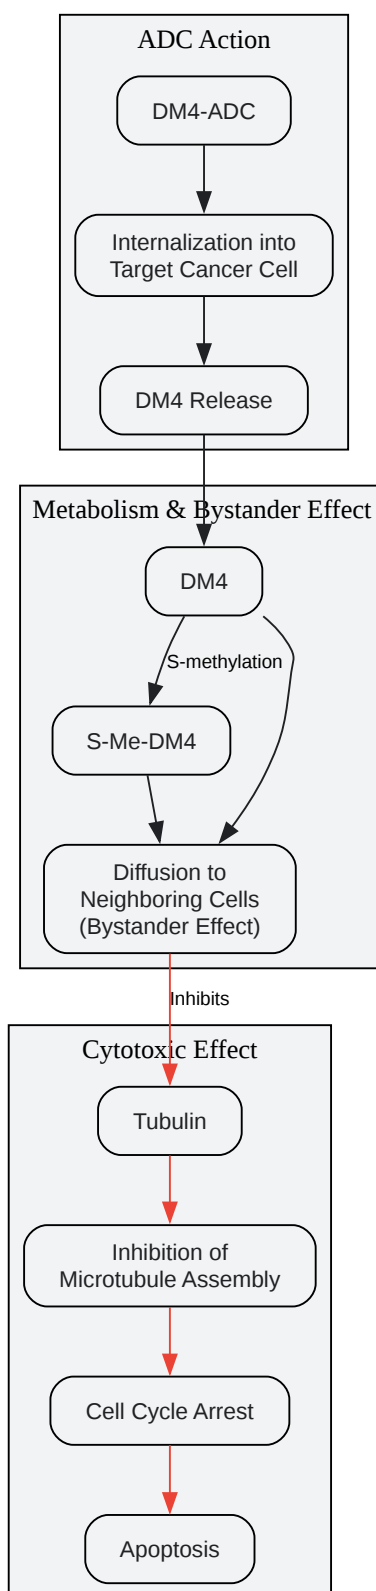 ADC Action
DM4-ADC
Internalization into
Target Cancer Cell
DM4 Release
Metabolism & Bystander Effect
DM4
S-methylation
S-Me-DM4
Diffusion to
Neighboring Cells
(Bystander Effect)
Inhibits
Cytotoxic Effect
Tubulin
Inhibition of
Microtubule Assembly
Cell Cycle Arrest
Apoptosis